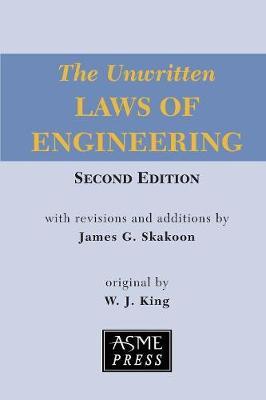 The Unwritten
LAWS OF
ENGINEERING
SECOND EDITION
with revisions and additions by
James G. Skakoon
original by
W. J. King
ASME
PRESS